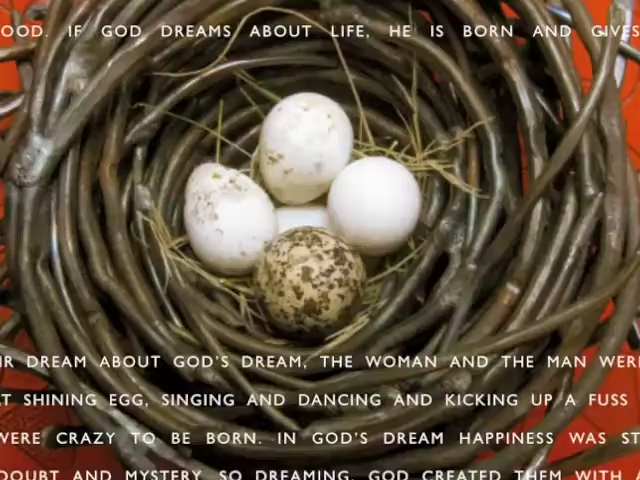 OOD. IF GOD DREAMS ABOUT LIFE, HE IS BORN AND GIVES
DREAM ABOUT GOD'S DREAM, THE WOMAN AND THE MAN WER
SHINING EGG, SINGING AND DANCING AND KICKING UP A FUSS
WERE CRAZY TO BE BORN. IN GOD'S DREAM HAPPINESS WAS ST
DOUBT AND MYSTERY. SO DREAMING, GOD CREATED THEM WITH A